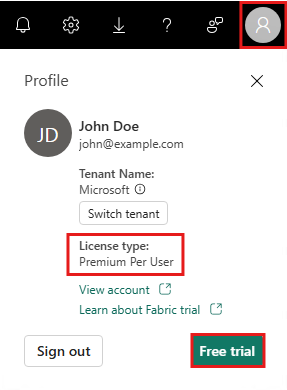 Profile
JD
John Doe
john@example.com
Tenant Name:
Microsoft
Switch tenant
License type:
Premium Per User
View account
Learn about Fabric trial
Sign out
Free trial